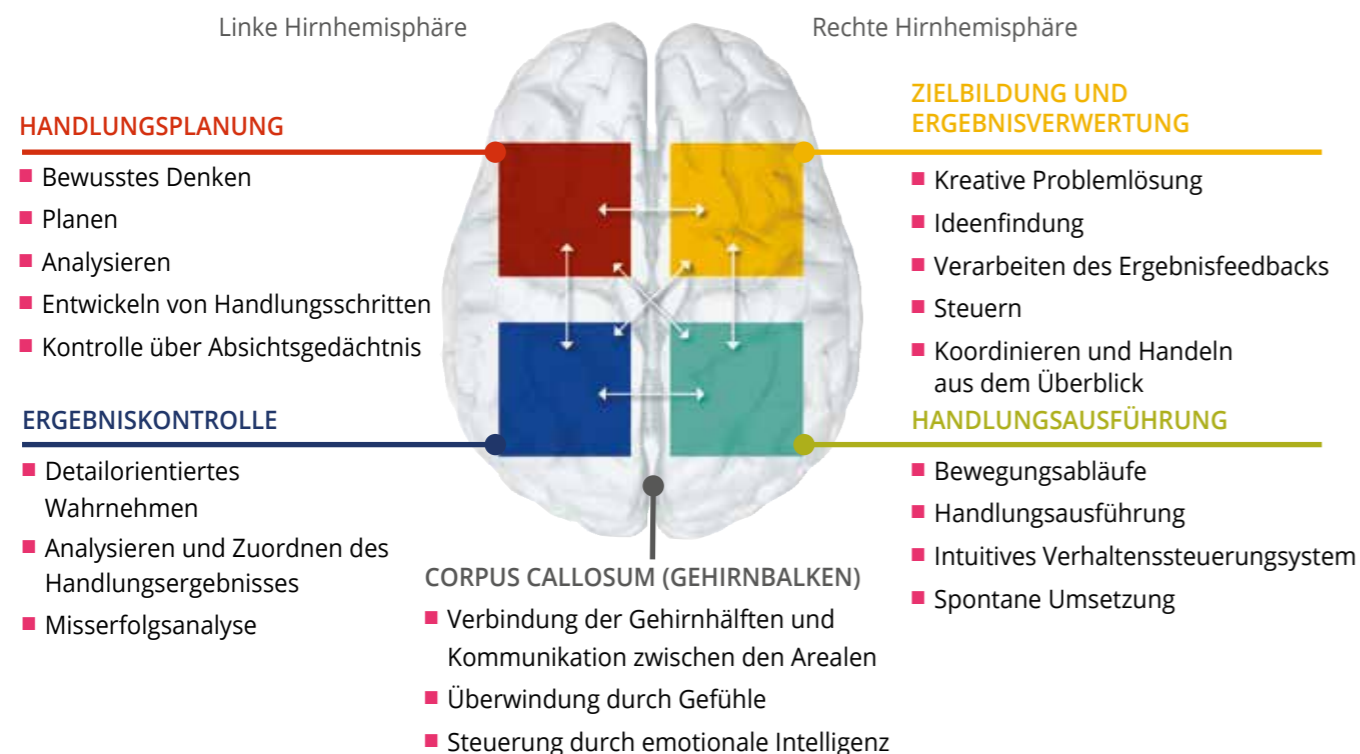 Linke Hirnhemisphäre
Rechte Hirnhemisphäre
HANDLUNGSPLANUNG
Bewusstes Denken
Planen
Analysieren
Entwickeln von Handlungsschritten
Kontrolle über Absichtsgedächtnis
ZIELBILDUNG UND
ERGEBNISVERWERTUNG
Kreative Problemlösung
Ideenfindung
Verarbeiten des Ergebnisfeedbacks
Steuern
Koordinieren und Handeln
aus dem Überblick
ERGEBNISKONTROLLE
Detailorientiertes
Wahrnehmen
Analysieren und Zuordnen des
Handlungsergebnisses
Misserfolgsanalyse
HANDLUNGSAUSFÜHRUNG
Bewegungsabläufe
Handlungsausführung
Intuitives Verhaltenssteuerungsystem
Spontane Umsetzung
CORPUS CALLOSUM (GEHIRNBALKEN)
Verbindung der Gehirnhälften und
Kommunikation zwischen den Arealen
Überwindung durch Gefühle
Steuerung durch emotionale Intelligenz